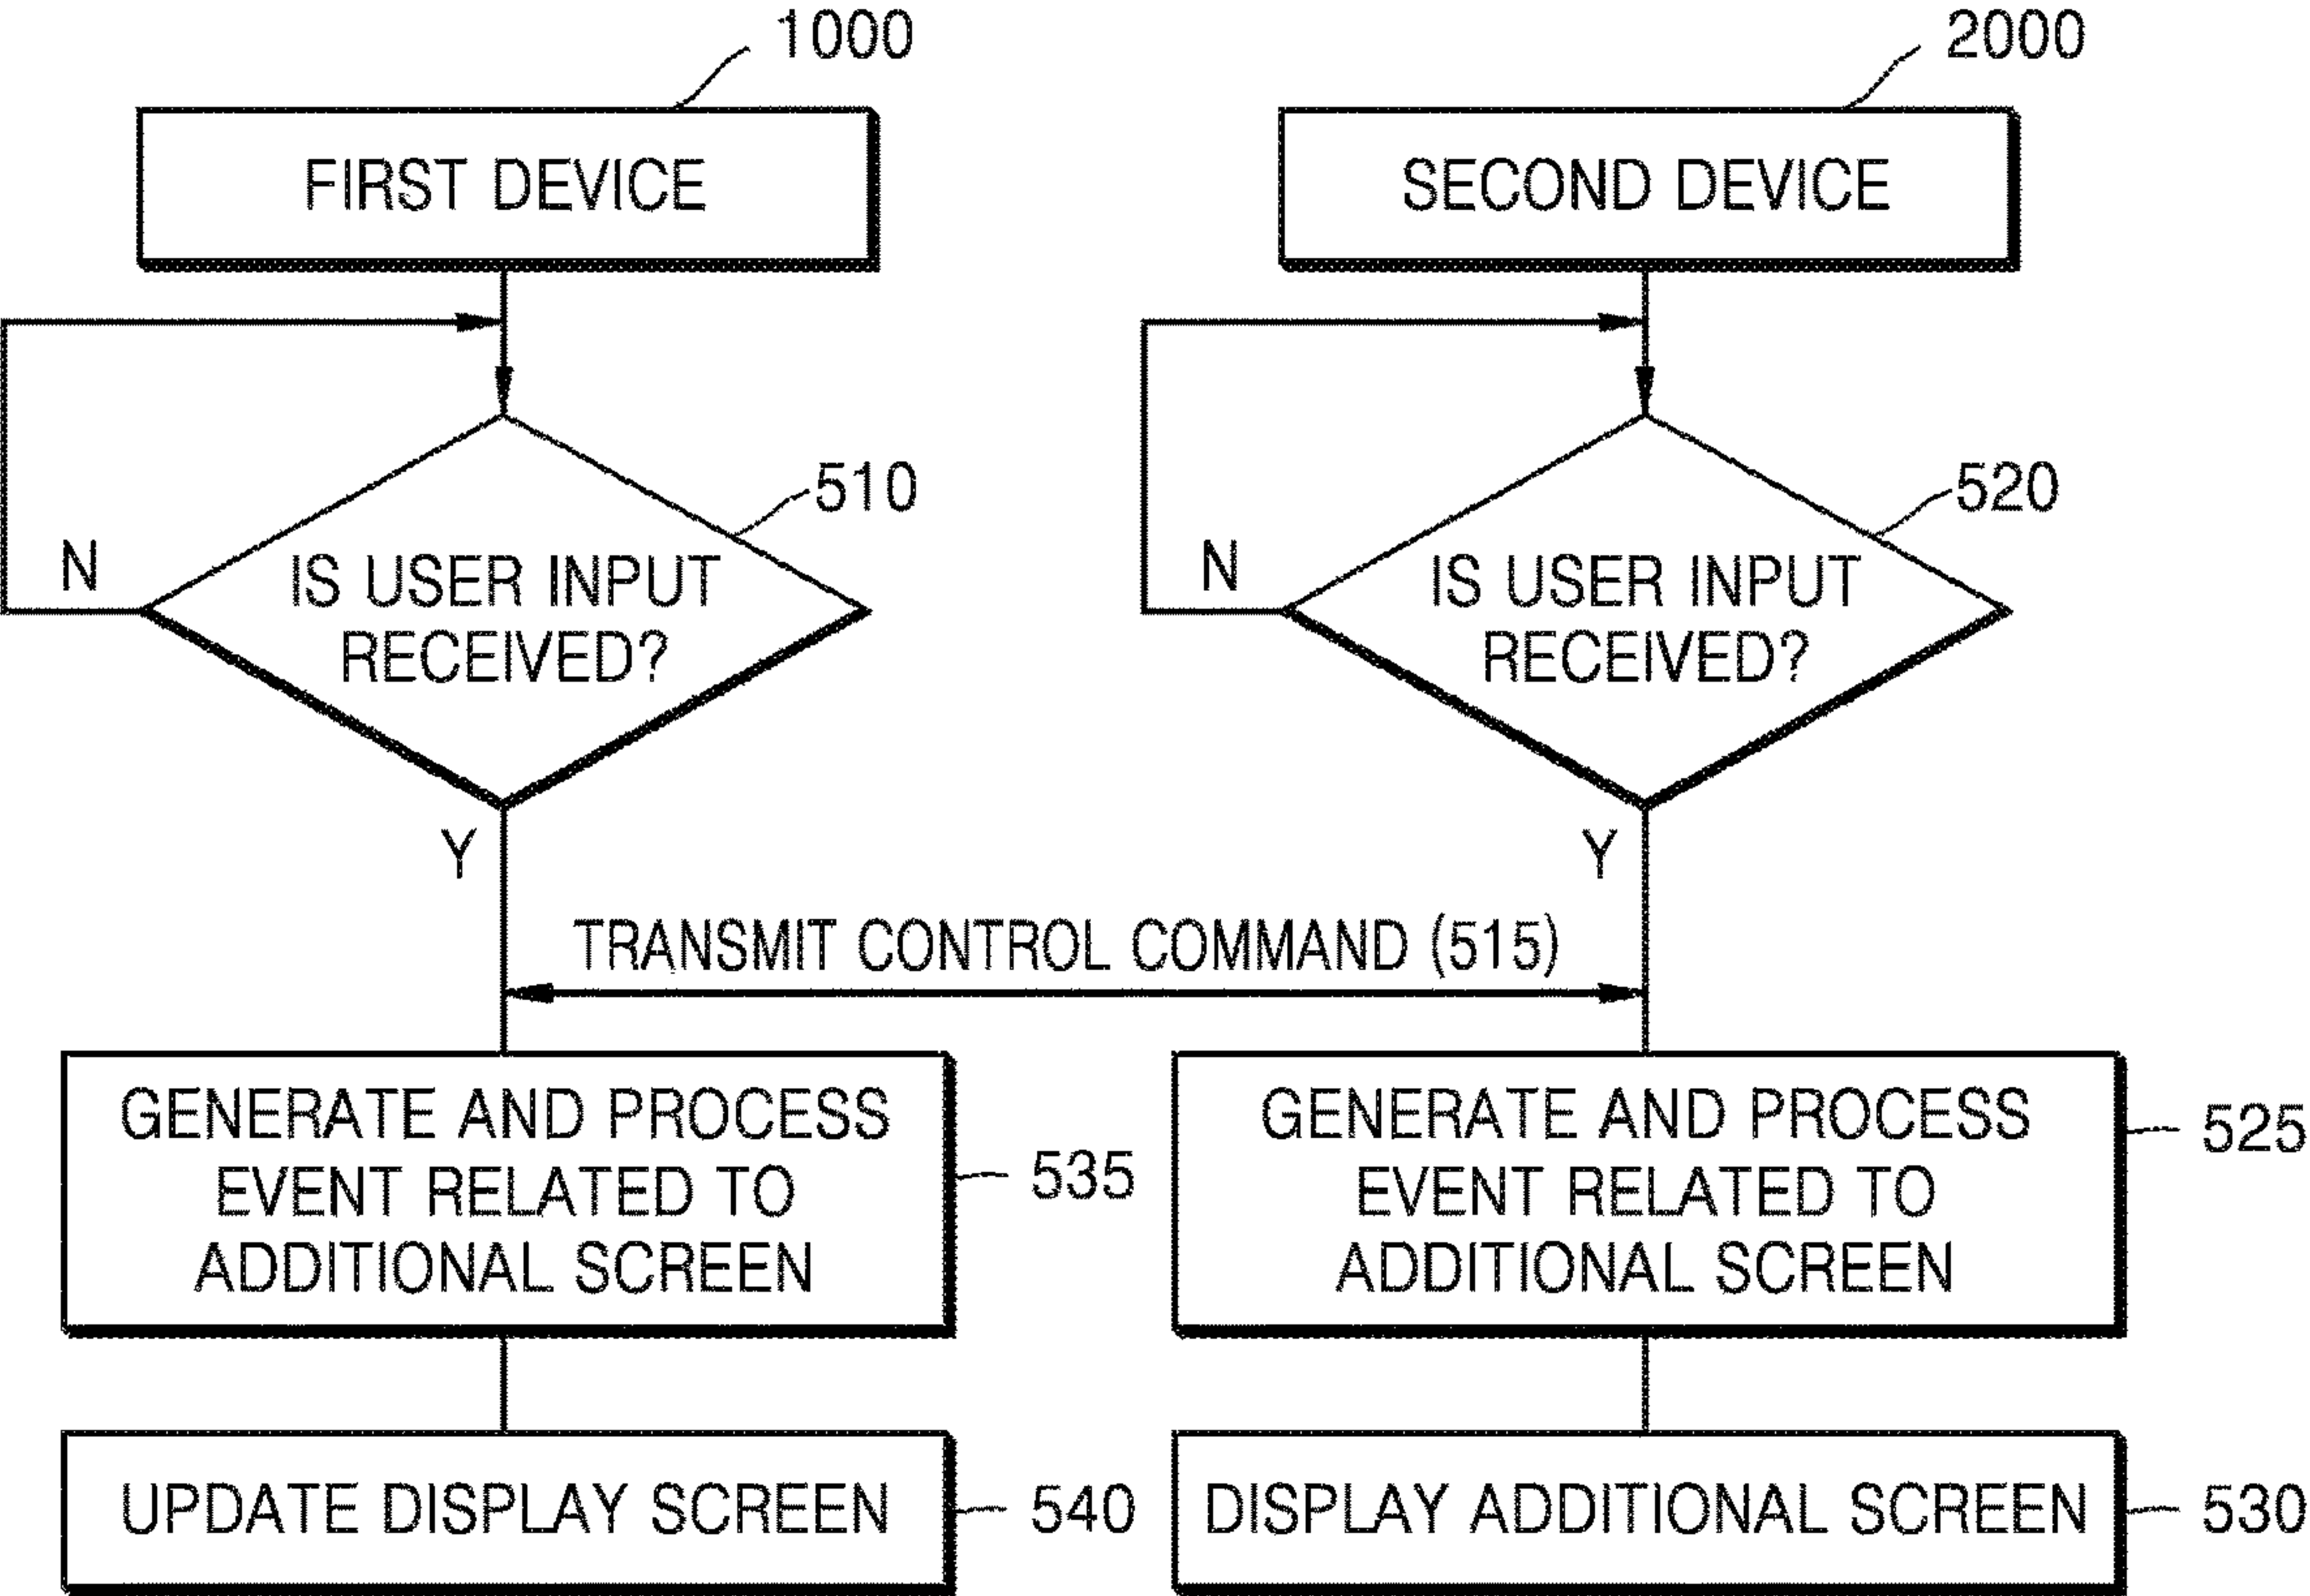 1000
2000
FIRST DEVICE
SECOND DEVICE
510
520
N
IS USER INPUT
RECEIVED?
N
IS USER INPUT
RECEIVED?
Y
Y
TRANSMIT CONTROL COMMAND (515)
GENERATE AND PROCESS
EVENT RELATED TO
ADDITIONAL SCREEN
535
GENERATE AND PROCESS
EVENT RELATED TO
ADDITIONAL SCREEN
525
UPDATE DISPLAY SCREEN
540
DISPLAY ADDITIONAL SCREEN
530